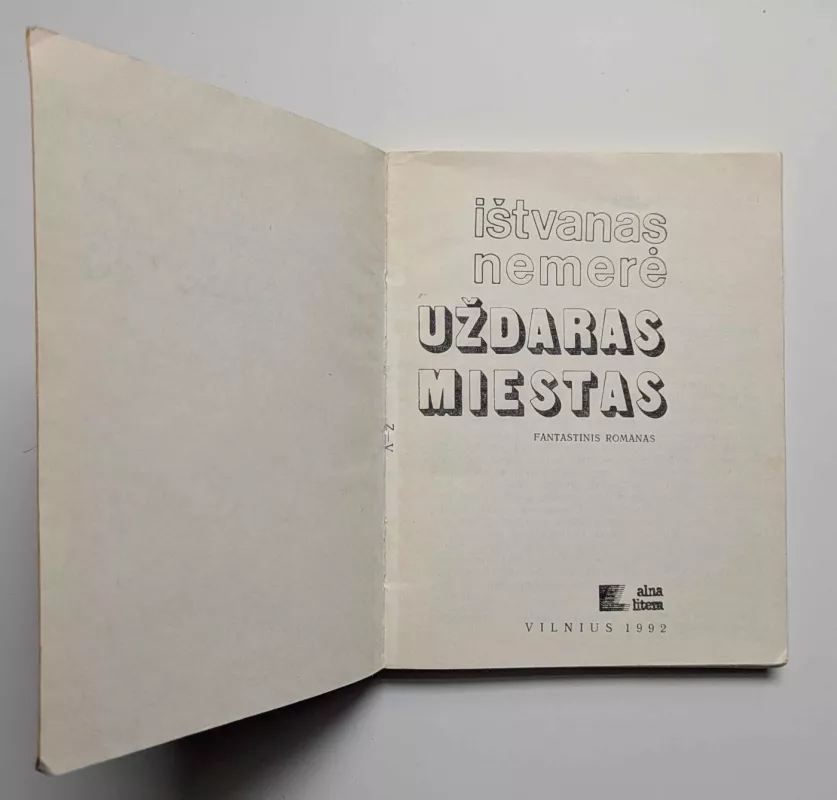 ištvanas
nemerė
UŽDARAS
MIESTAS
FANTASTINIS ROMANAS
alna
litera
VILNIUS 1992